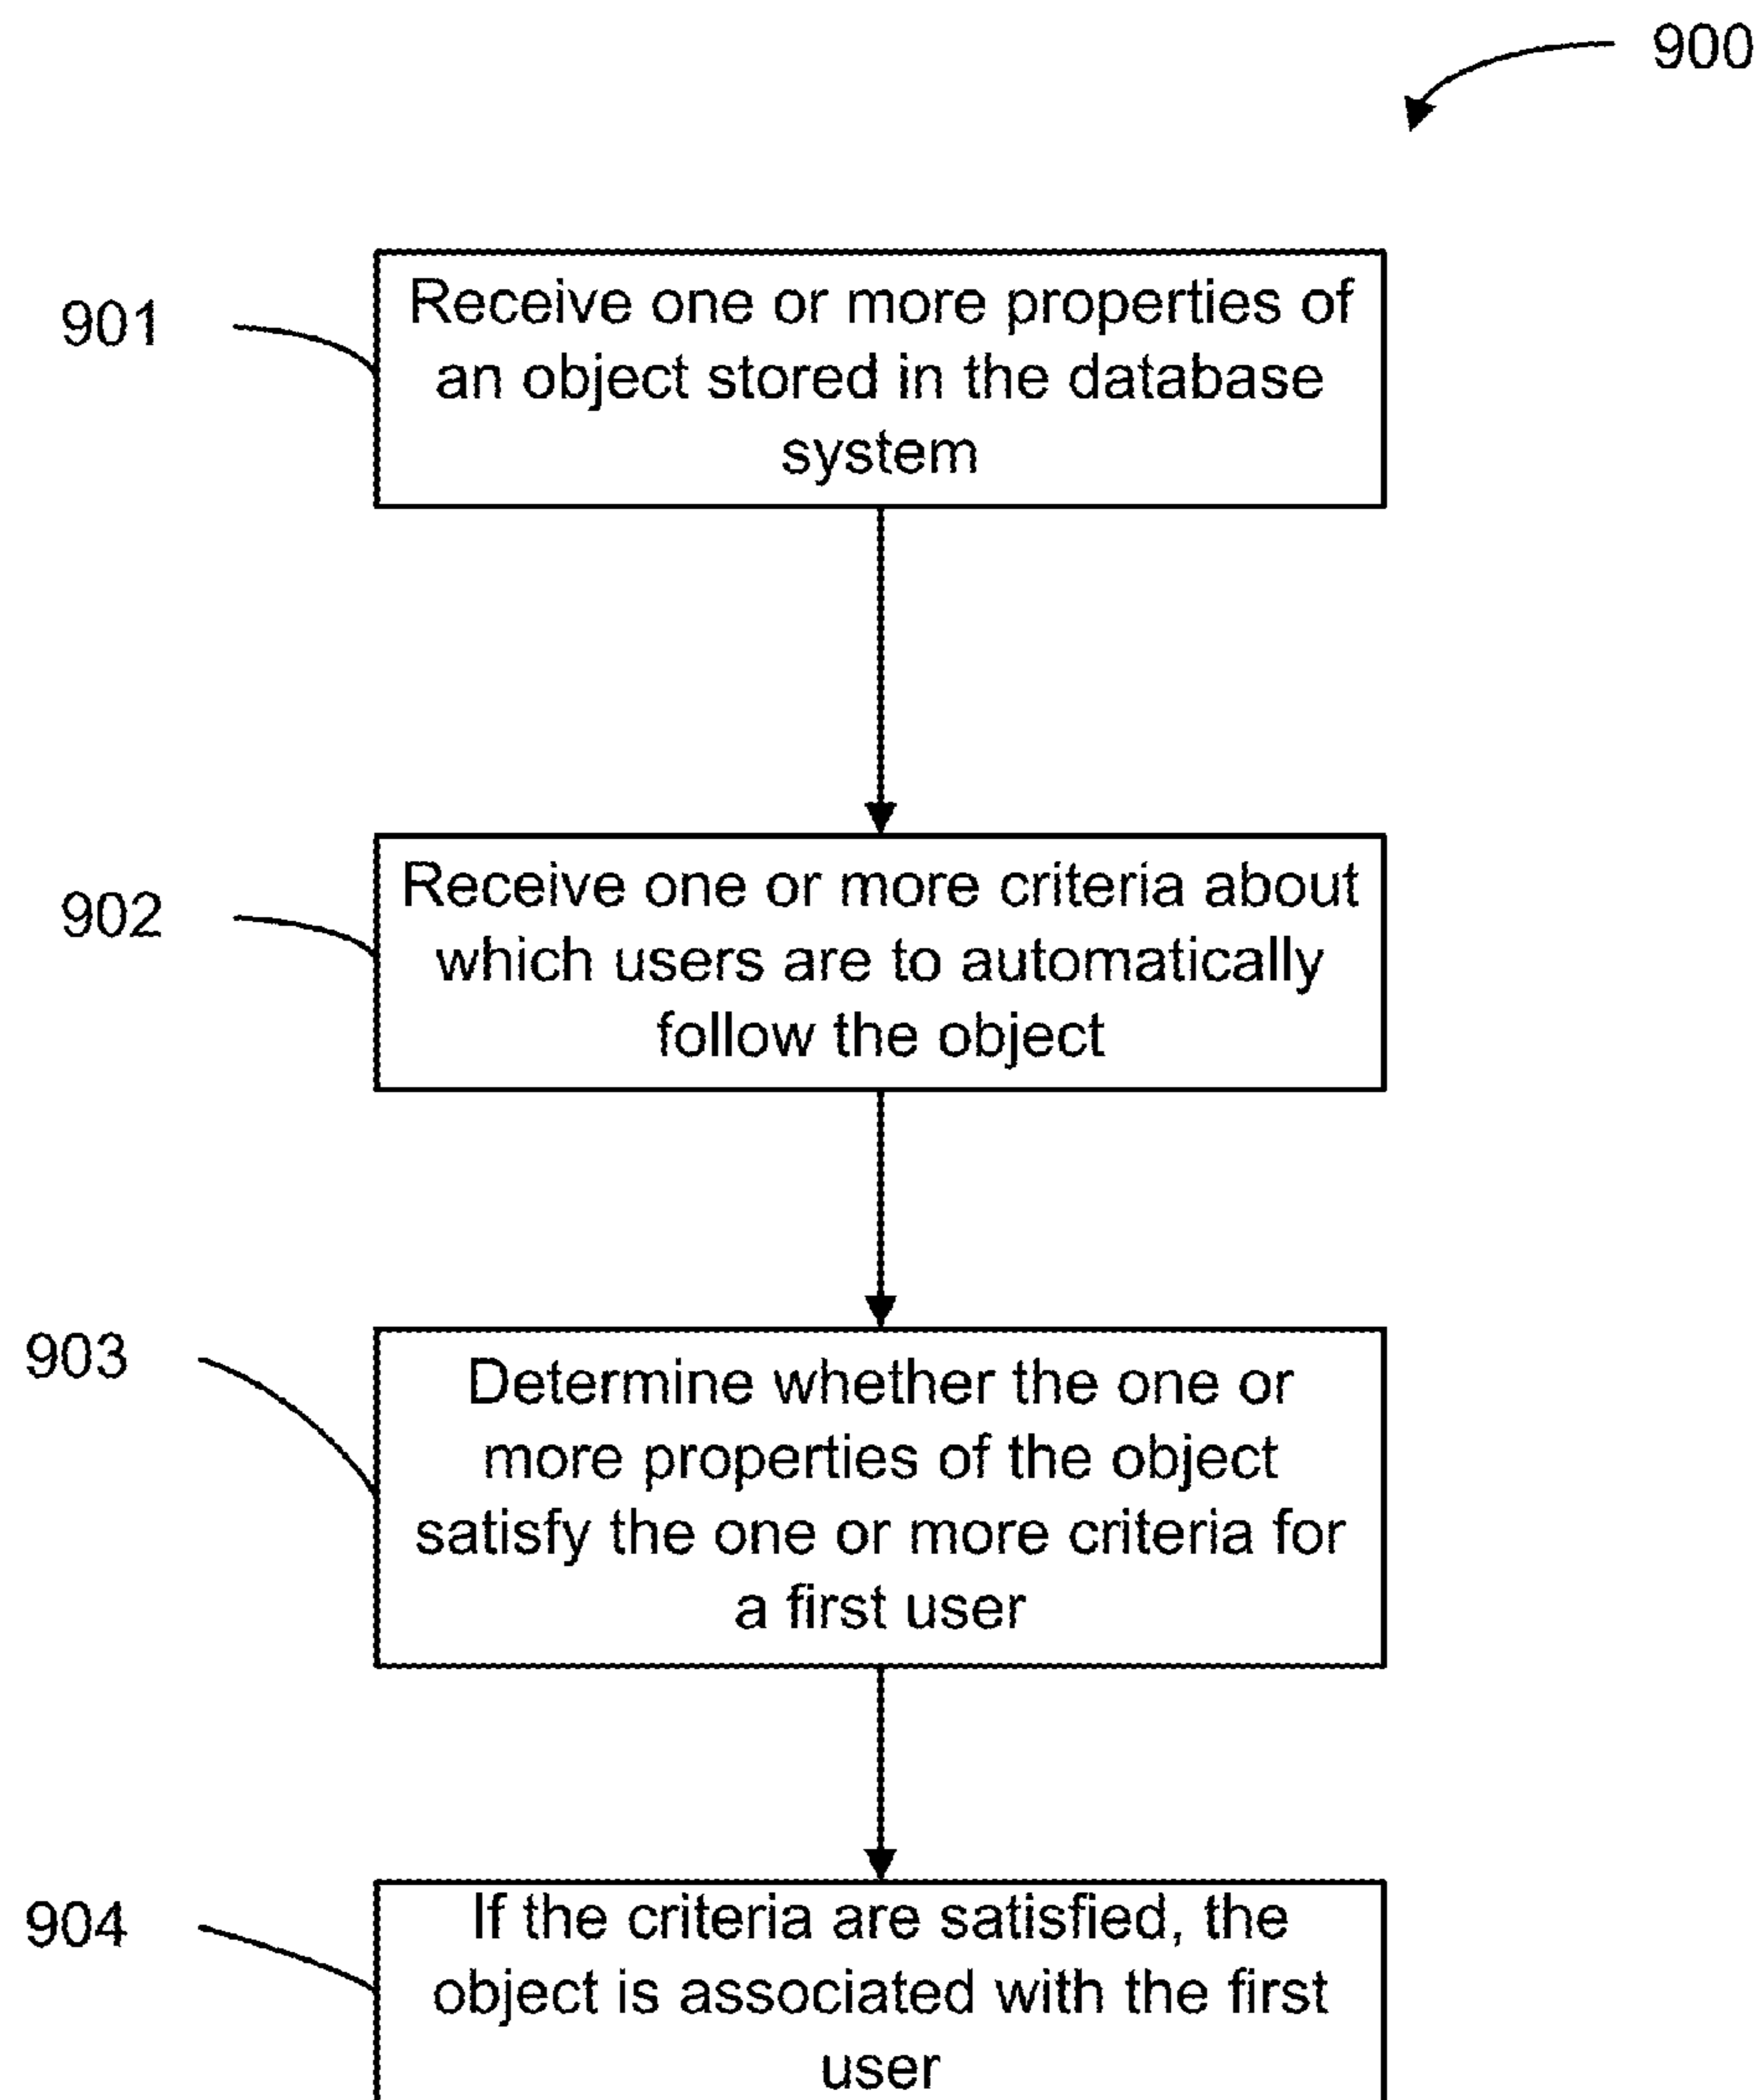 900
901
Receive one or more properties of
an object stored in the database
system
902
Receive one or more criteria about
which users are to automatically
follow the object
903
Determine whether the one or
more properties of the object
satisfy the one or more criteria for
a first user
904
If the criteria are satisfied, the
object is associated with the first
user